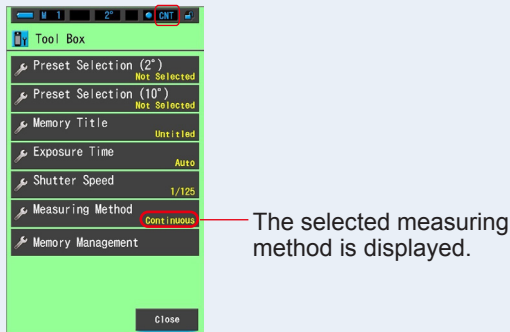 M 1 2° CNT
Tool Box
Preset Selection (2°)
Not Selected
Preset Selection (10°)
Not Selected
Memory Title
Untitled
Exposure Time
Auto
Shutter Speed
1/125
Measuring Method
Continuous
The selected measuring
method is displayed.
Memory Management
Close